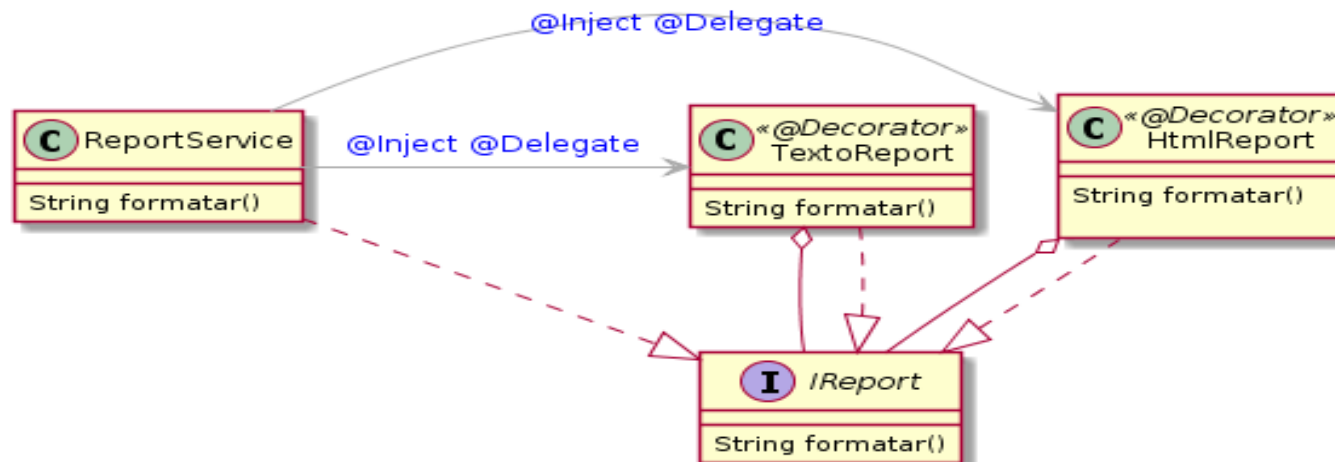 @Inject @Delegate
C ReportService
String formatar()
@Inject @Delegate
C «@Decorator»
TextoReport
String formatar()
C «@Decorator»
HtmlReport
String formatar()
I IReport
String formatar()